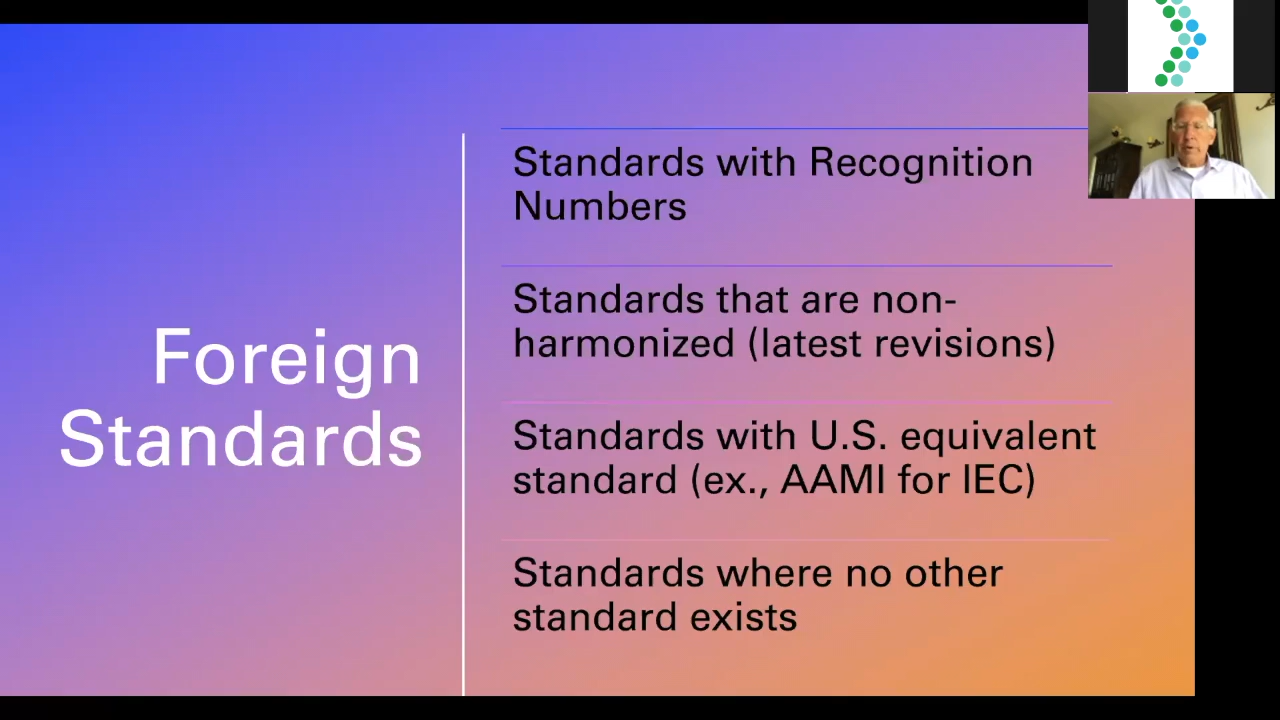 Foreign
Standards
Standards with Recognition
Numbers
Standards that are non-
harmonized (latest revisions)
Standards with U.S. equivalent
standard (ex., AAMI for IEC)
Standards where no other
standard exists